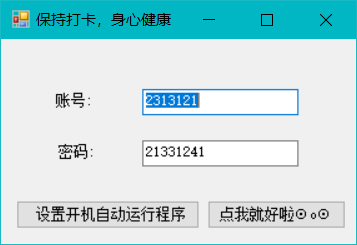 保持打卡，身心健康
账号： 2313121
密码： 21331241
设置开机自动运行程序 点我就好啦⊙o⊙